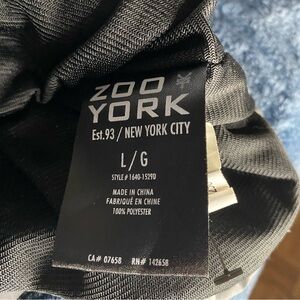 ZOO
YORK
Est.93 / NEW YORK CITY
L/G
STYLE# 1640-1529D
MADE IN CHINA
FABRIQUÉ EN CHINE
100% POLYESTER
CA# 07658 RN# 142658